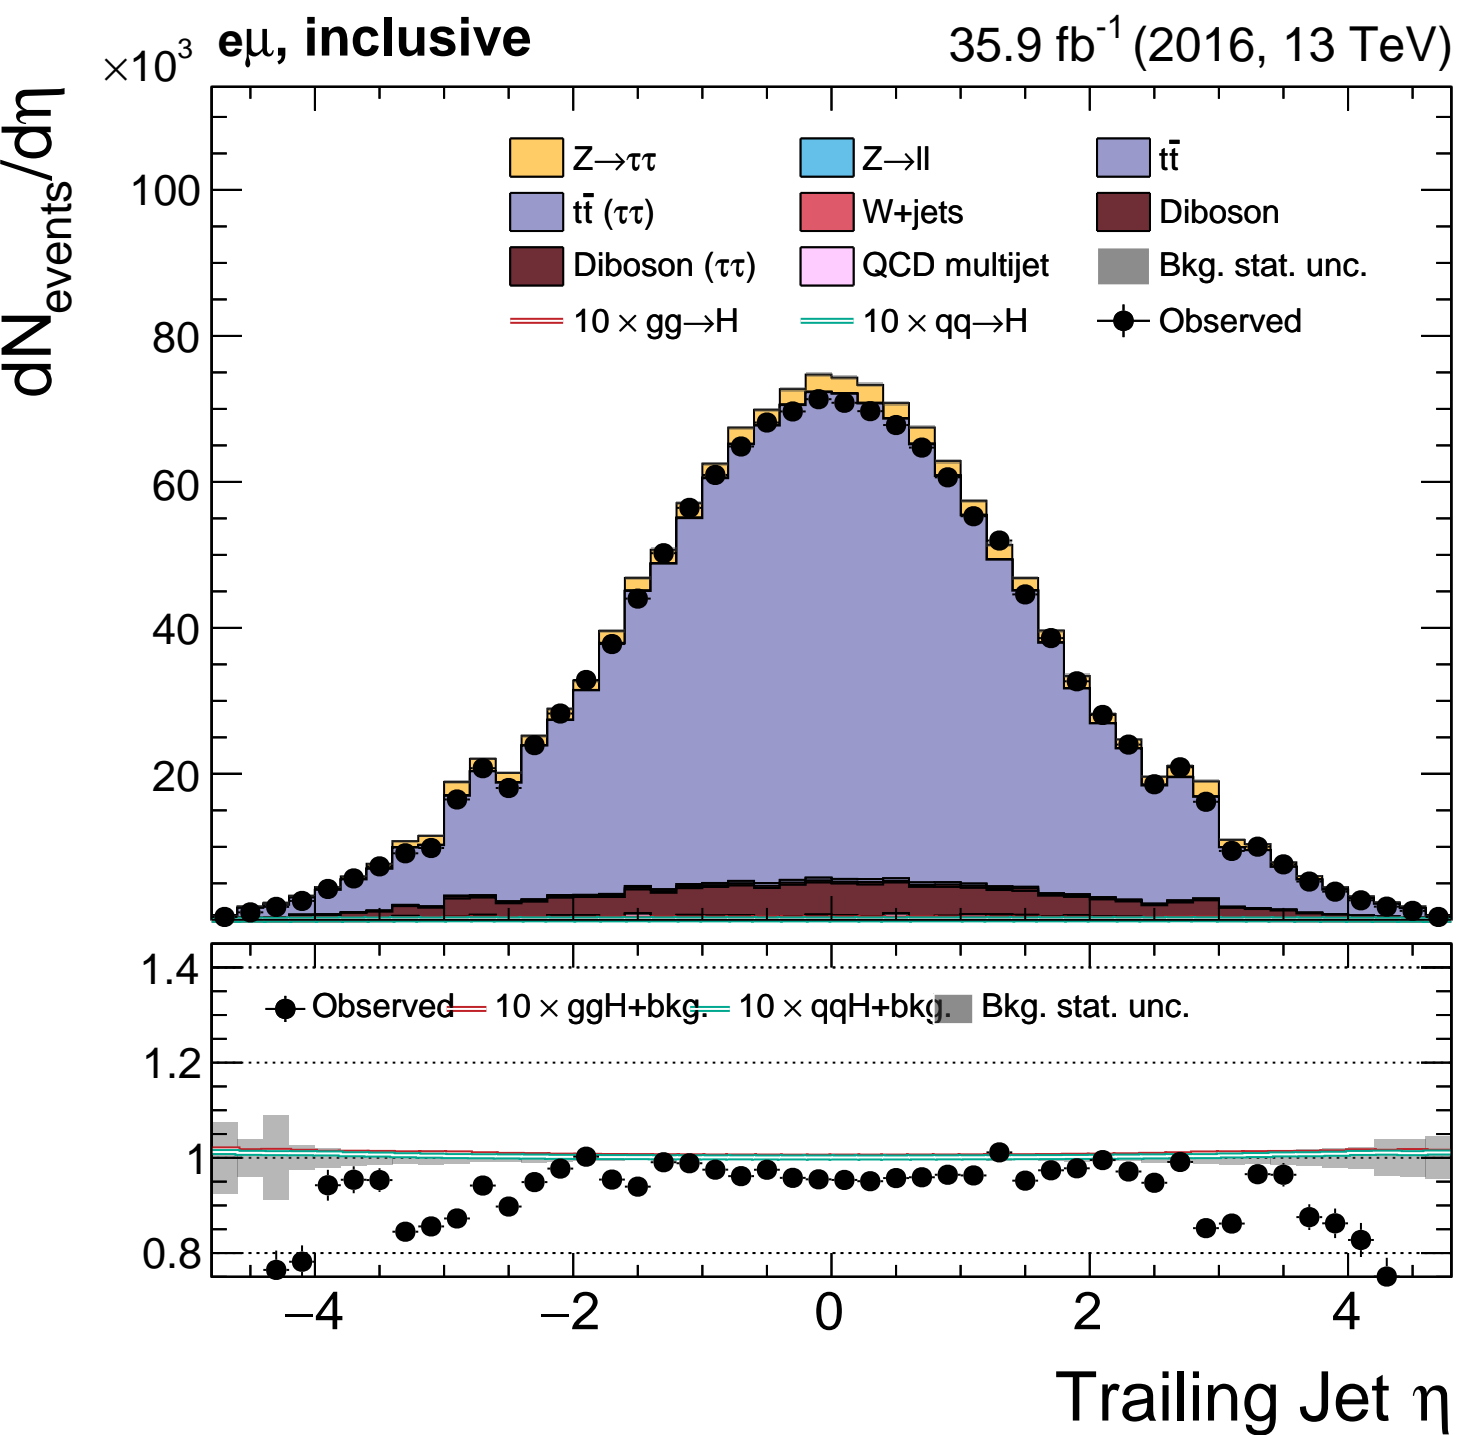 eμ, inclusive 35.9 fb⁻¹ (2016, 13 TeV)
×10³
dN_events/dη
Z→ττ Z→ll tt̄
tt̄ (ττ) W+jets Diboson
Diboson (ττ) QCD multijet Bkg. stat. unc.
10 × gg→H 10 × qq→H Observed
100
80
60
40
20
1.4
Observed 10 × ggH+bkg. 10 × qqH+bkg. Bkg. stat. unc.
1.2
1
0.8
−4 −2 0 2 4
Trailing Jet η